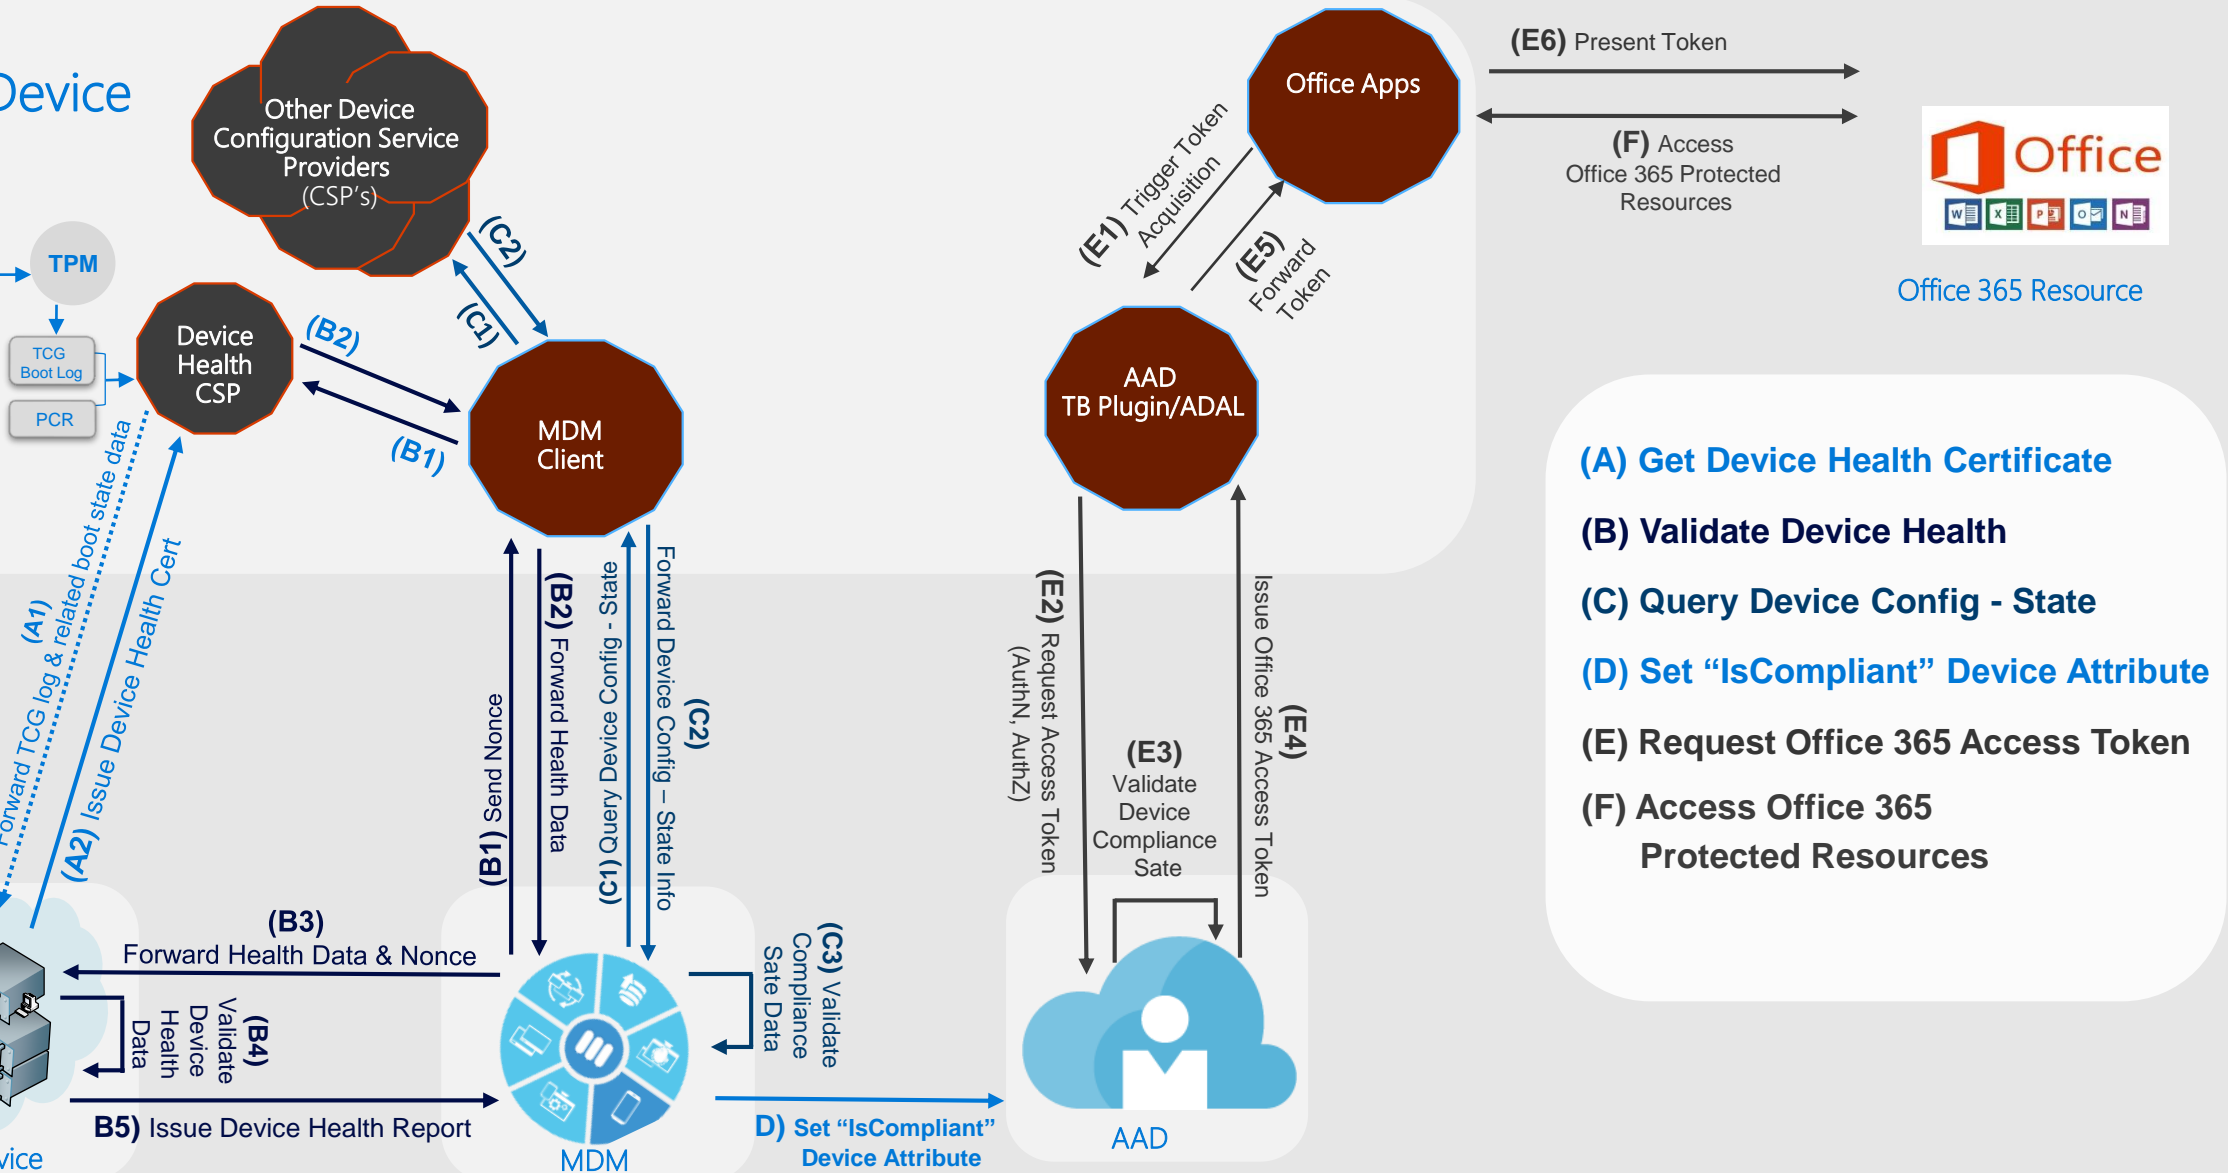 Device
Other Device
Configuration Service
Providers
(CSP's)
TPM
TCG
Boot Log
PCR
Device
Health
CSP
(B2)
(B1)
(C2)
(C1)
MDM
Client
Office Apps
(E1) Trigger Token
Acquisition
(E5)
Forward
Token
AAD
TB Plugin/ADAL
(E6) Present Token
(F) Access
Office 365 Protected
Resources
Office
Office 365 Resource
(A1)
Forward TCG log & related boot state data
(A2) Issue Device Health Cert
(B1) Send Nonce
(B2) Forward Health Data
(C1) Query Device Config - State
(C2)
Forward Device Config – State Info
(E2) Request Access Token
(AuthN, AuthZ)
(E3)
Validate
Device
Compliance
Sate
(E4)
Issue Office 365 Access Token
(B3)
Forward Health Data & Nonce
(B4)
Validate
Device
Health
Data
B5) Issue Device Health Report
(C3) Validate
Compliance
Sate Data
D) Set “IsCompliant”
Device Attribute
MDM
AAD
(A) Get Device Health Certificate
(B) Validate Device Health
(C) Query Device Config - State
(D) Set “IsCompliant” Device Attribute
(E) Request Office 365 Access Token
(F) Access Office 365
Protected Resources